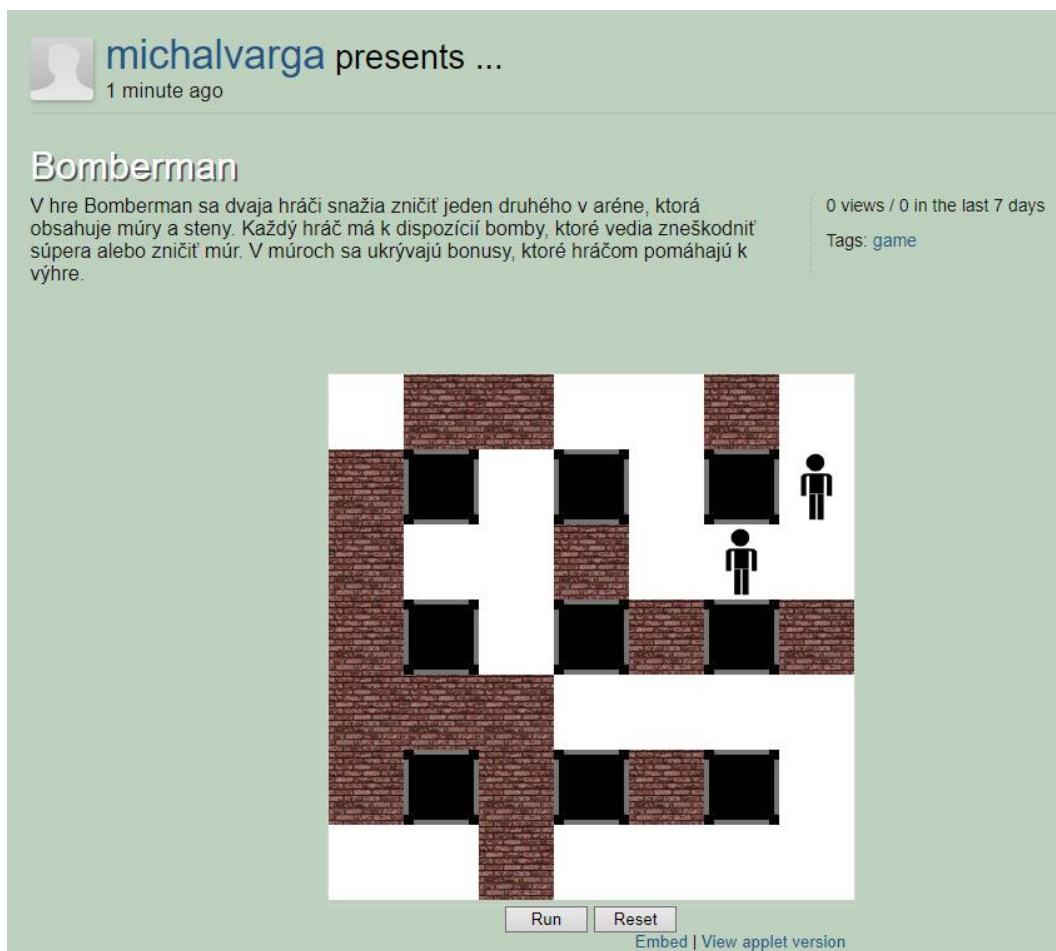 michalvarga presents ...
1 minute ago
Bomberman
V hre Bomberman sa dvaja hráči snažia zničiť jeden druhého v aréne, ktorá
obsahuje múry a steny. Každý hráč má k dispozícií bomby, ktoré vedia zneškodniť
súpera alebo zničiť múr. V múroch sa ukrývajú bonusy, ktoré hráčom pomáhajú k
výhre.
0 views / 0 in the last 7 days
Tags: game
Run Reset
Embed | View applet version